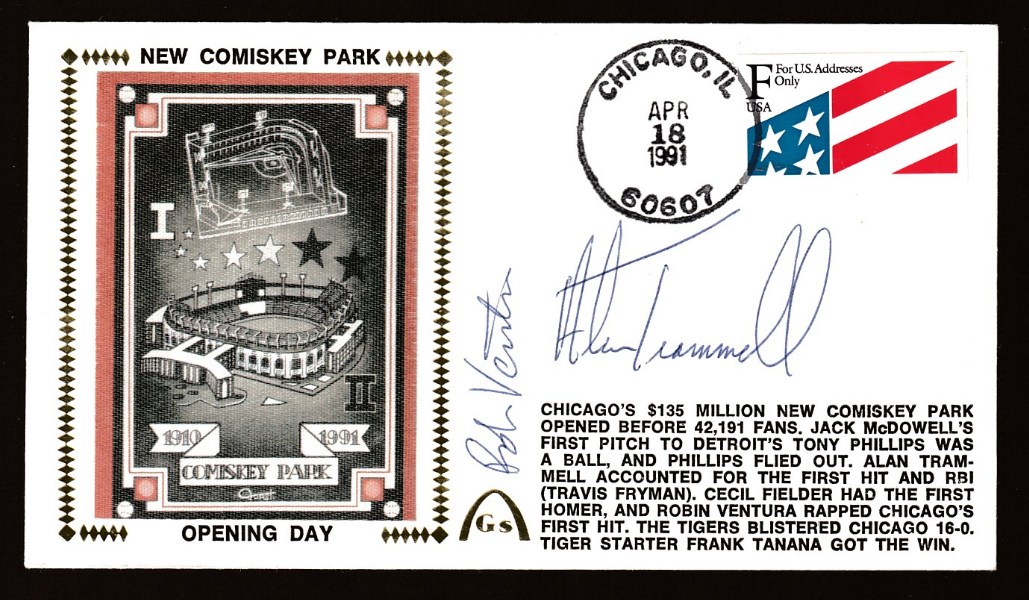 NEW COMISKEY PARK
I
II
1910 1991
COMISKEY PARK
OPENING DAY
CHICAGO, IL
APR
18
1991
60607
F For U.S. Addresses
Only
USA
Alan Trammell
Robin Ventura
Gs
CHICAGO'S $135 MILLION NEW COMISKEY PARK
OPENED BEFORE 42,191 FANS. JACK McDOWELL'S
FIRST PITCH TO DETROIT'S TONY PHILLIPS WAS
A BALL, AND PHILLIPS FLIED OUT. ALAN TRAM-
MELL ACCOUNTED FOR THE FIRST HIT AND RBI
(TRAVIS FRYMAN). CECIL FIELDER HAD THE FIRST
HOMER, AND ROBIN VENTURA RAPPED CHICAGO'S
FIRST HIT. THE TIGERS BLISTERED CHICAGO 16-0.
TIGER STARTER FRANK TANANA GOT THE WIN.